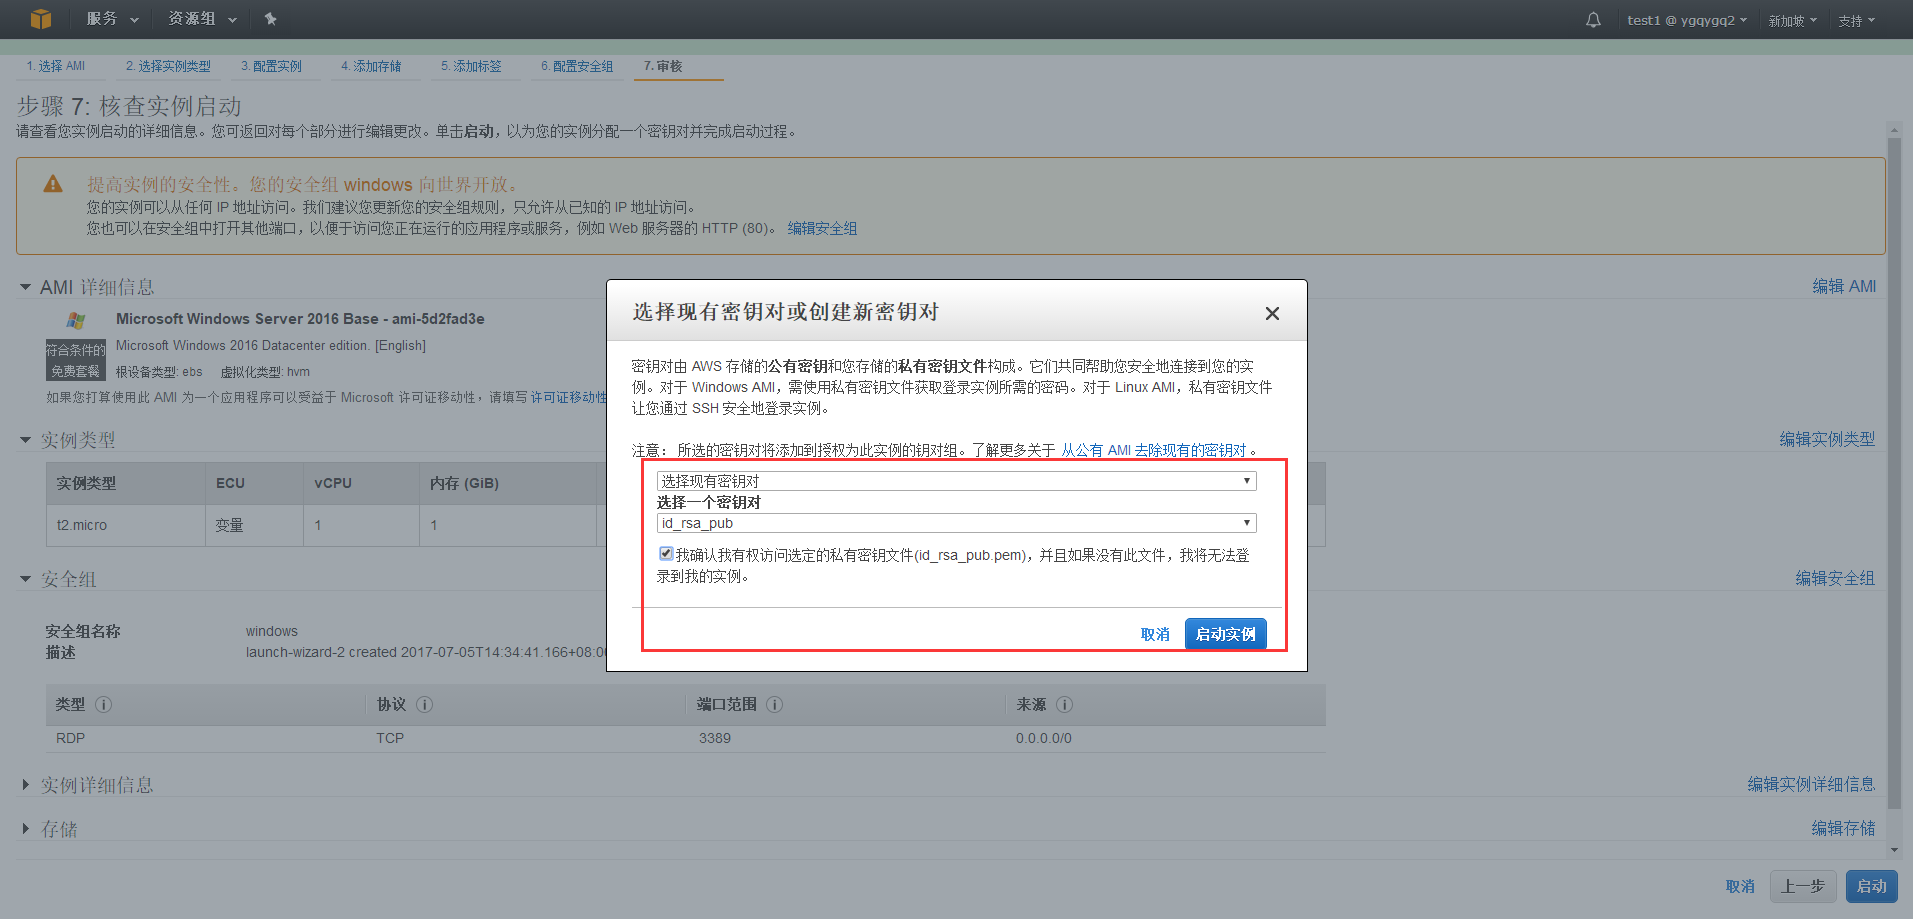 服务 资源组 test1 @ ygqygq2 新加坡 支持
1. 选择 AMI 2. 选择实例类型 3. 配置实例 4. 添加存储 5. 添加标签 6. 配置安全组 7. 审核
步骤 7: 核查实例启动
请查看您实例启动的详细信息。您可返回对每个部分进行编辑更改。单击启动，以为您的实例分配一个密钥对并完成启动过程。
提高实例的安全性。您的安全组 windows 向世界开放。
您的实例可以从任何 IP 地址访问。我们建议您更新您的安全组规则，只允许从已知的 IP 地址访问。
您也可以在安全组中打开其他端口，以便于访问您正在运行的应用程序或服务，例如 Web 服务器的 HTTP (80)。 编辑安全组
AMI 详细信息 编辑 AMI
Microsoft Windows Server 2016 Base - ami-5d2fad3e
符合条件的
免费套餐
Microsoft Windows 2016 Datacenter edition. [English]
根设备类型: ebs 虚拟化类型: hvm
如果您打算使用此 AMI 为一个应用程序可以受益于 Microsoft 许可证移动性，请填写 许可证移动性
实例类型 编辑实例类型
实例类型 ECU vCPU 内存 (GiB)
t2.micro 变量 1 1
安全组 编辑安全组
安全组名称 windows
描述 launch-wizard-2 created 2017-07-05T14:34:41.166+08:00
类型 协议 端口范围 来源
RDP TCP 3389 0.0.0.0/0
实例详细信息 编辑实例详细信息
存储 编辑存储
取消 上一步 启动
选择现有密钥对或创建新密钥对
密钥对由 AWS 存储的公有密钥和您存储的私有密钥文件构成。它们共同帮助您安全地连接到您的实
例。对于 Windows AMI，需使用私有密钥文件获取登录实例所需的密码。对于 Linux AMI，私有密钥文件
让您通过 SSH 安全地登录实例。
注意： 所选的密钥对将添加到授权为此实例的钥对组。了解更多关于 从公有 AMI 去除现有的密钥对 。
选择现有密钥对
选择一个密钥对
id_rsa_pub
我确认我有权访问选定的私有密钥文件(id_rsa_pub.pem)，并且如果没有此文件，我将无法登
录到我的实例。
取消 启动实例